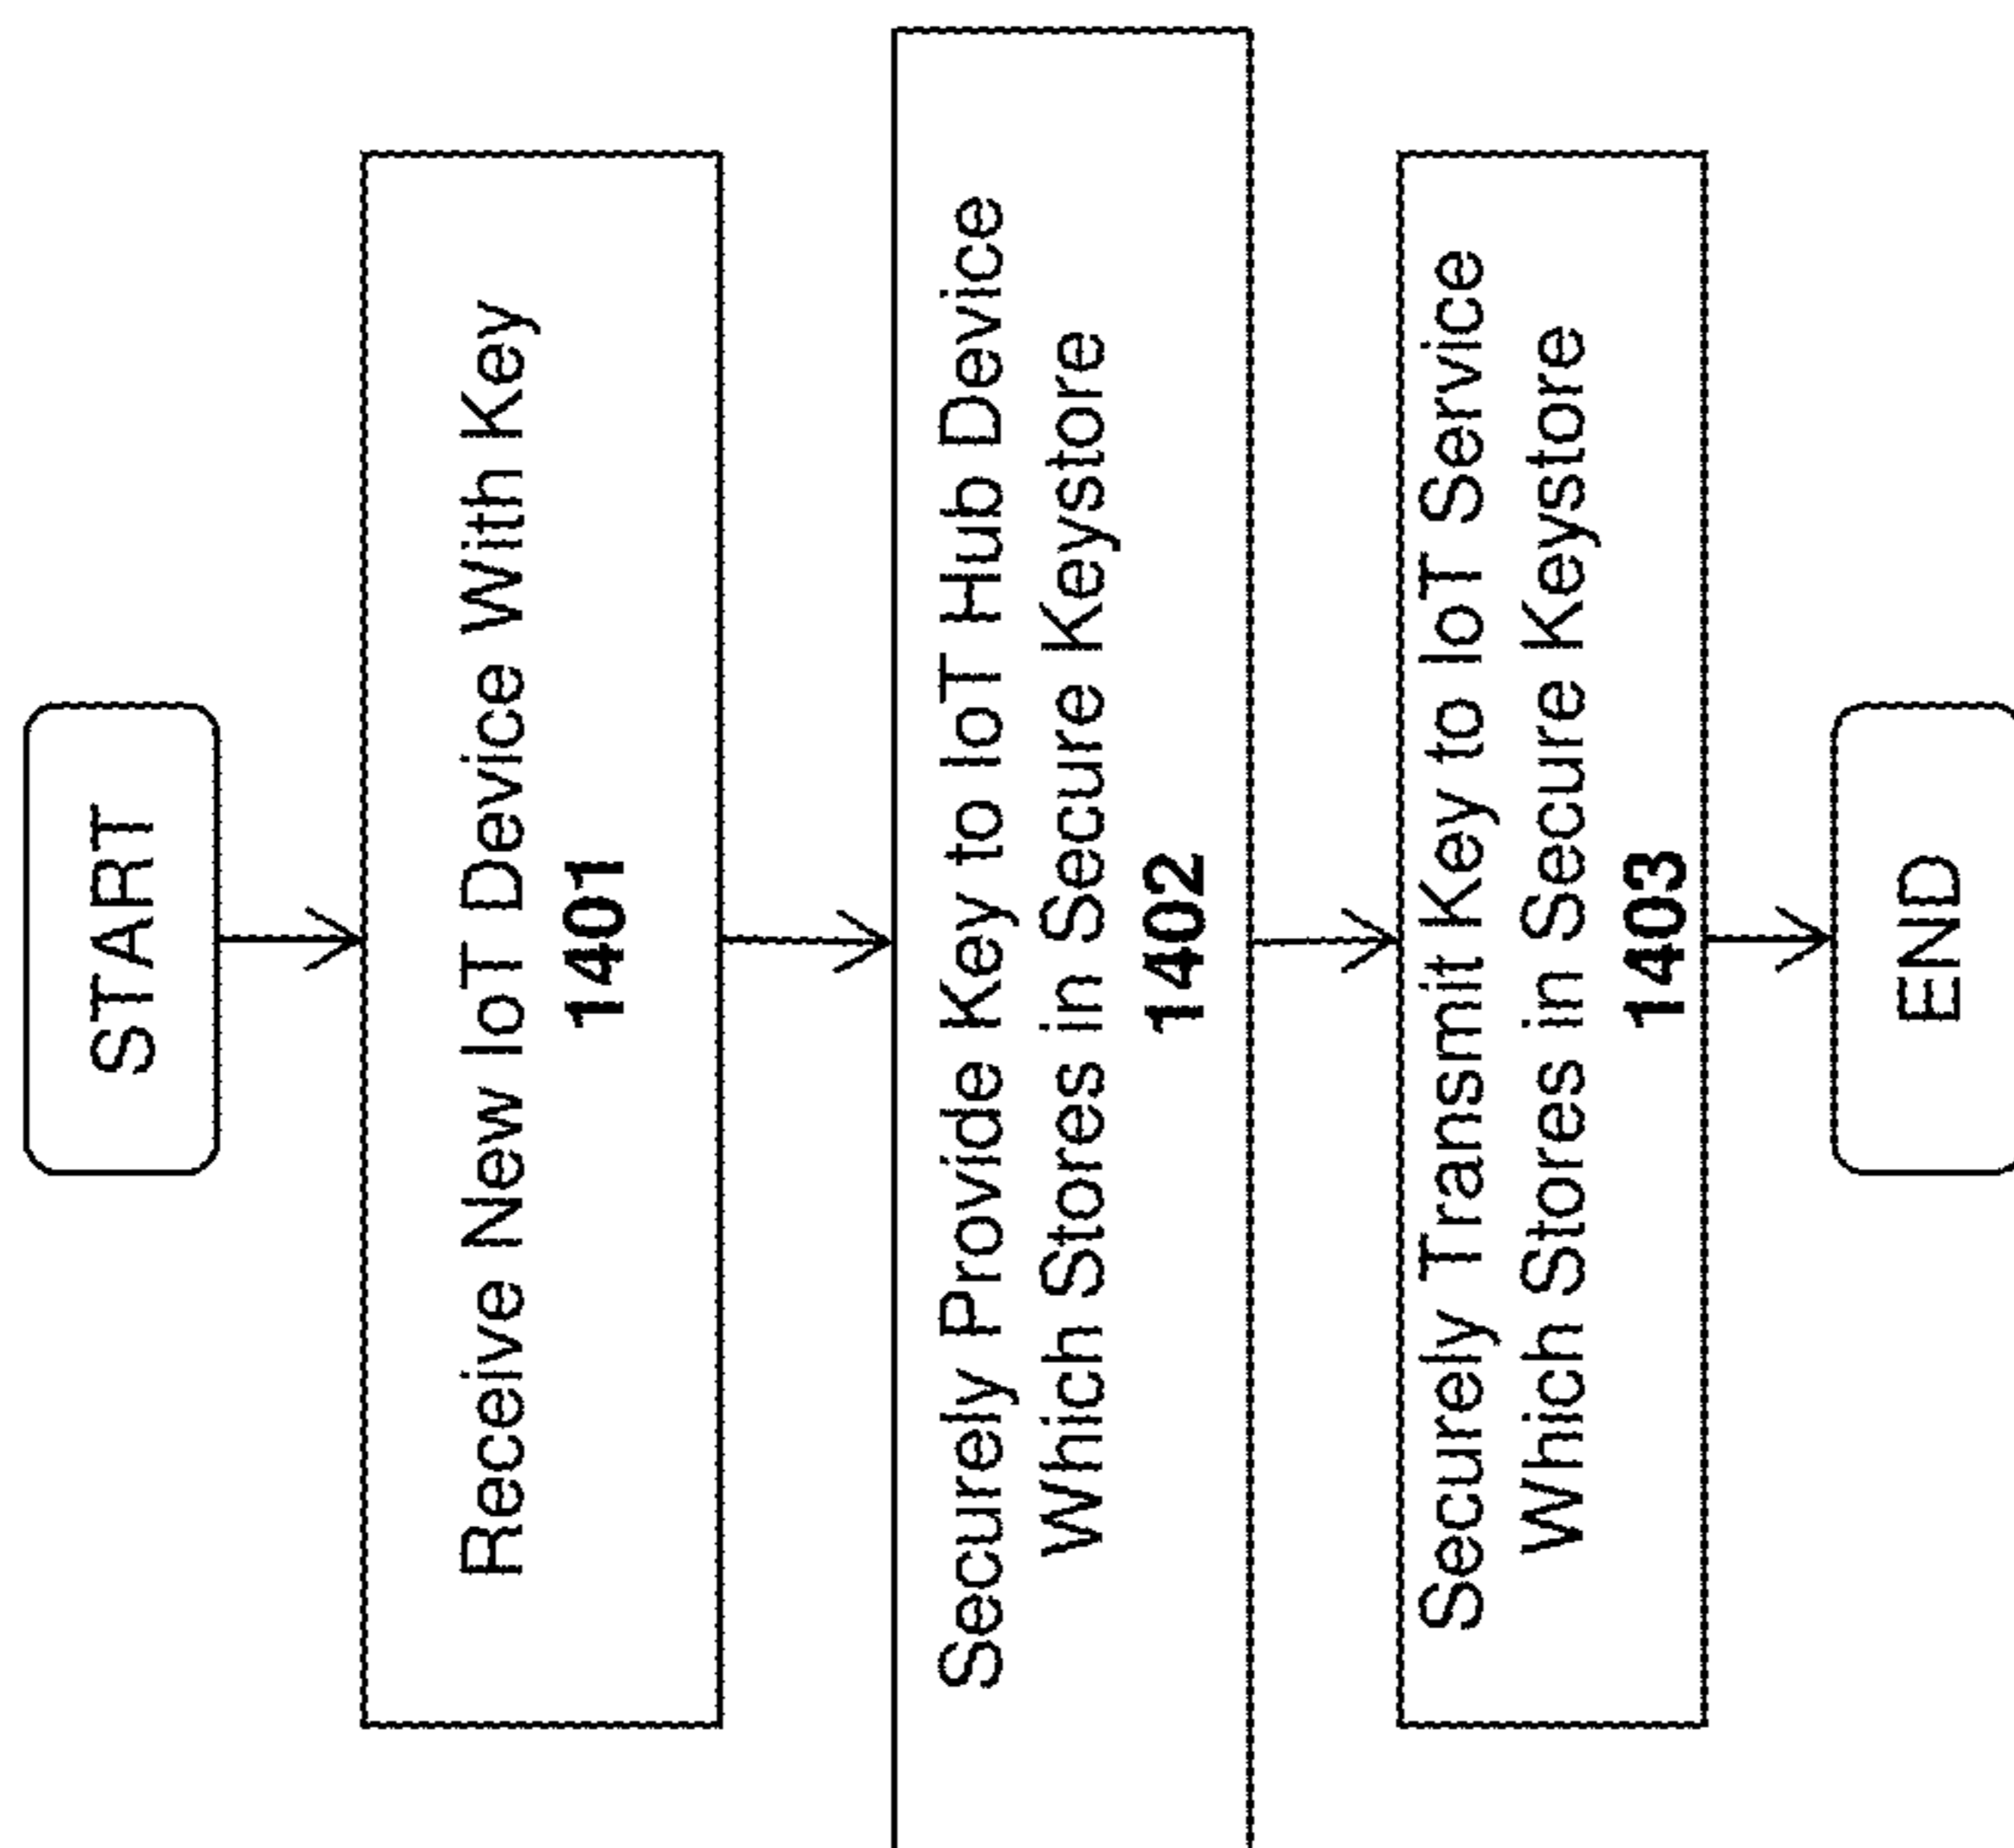 START
Receive New IoT Device With Key
1401
Securely Provide Key to IoT Hub Device
Which Stores in Secure Keystore
1402
Securely Transmit Key to IoT Service
Which Stores in Secure Keystore
1403
END